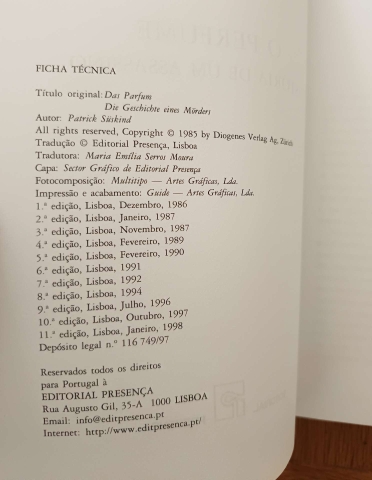 FICHA TÉCNICA
Título original: Das Parfum
Die Geschichte eines Mörders
Autor: Patrick Süskind
All rights reserved, Copyright © 1985 by Diogenes Verlag Ag, Zürich
Tradução © Editorial Presença, Lisboa
Tradutora: Maria Emília Serros Moura
Capa: Sector Gráfico de Editorial Presença
Fotocomposição: Multitipo — Artes Gráficas, Lda.
Impressão e acabamento: Guide — Artes Gráficas, Lda.
1.ª edição, Lisboa, Dezembro, 1986
2.ª edição, Lisboa, Janeiro, 1987
3.ª edição, Lisboa, Novembro, 1987
4.ª edição, Lisboa, Fevereiro, 1989
5.ª edição, Lisboa, Fevereiro, 1990
6.ª edição, Lisboa, 1991
7.ª edição, Lisboa, 1992
8.ª edição, Lisboa, 1994
9.ª edição, Lisboa, Julho, 1996
10.ª edição, Lisboa, Outubro, 1997
11.ª edição, Lisboa, Janeiro, 1998
Depósito legal n.º 116 749/97
Reservados todos os direitos
para Portugal à
EDITORIAL PRESENÇA
Rua Augusto Gil, 35-A 1000 LISBOA
Email: info@editpresenca.pt
Internet: http://www.editpresenca.pt/